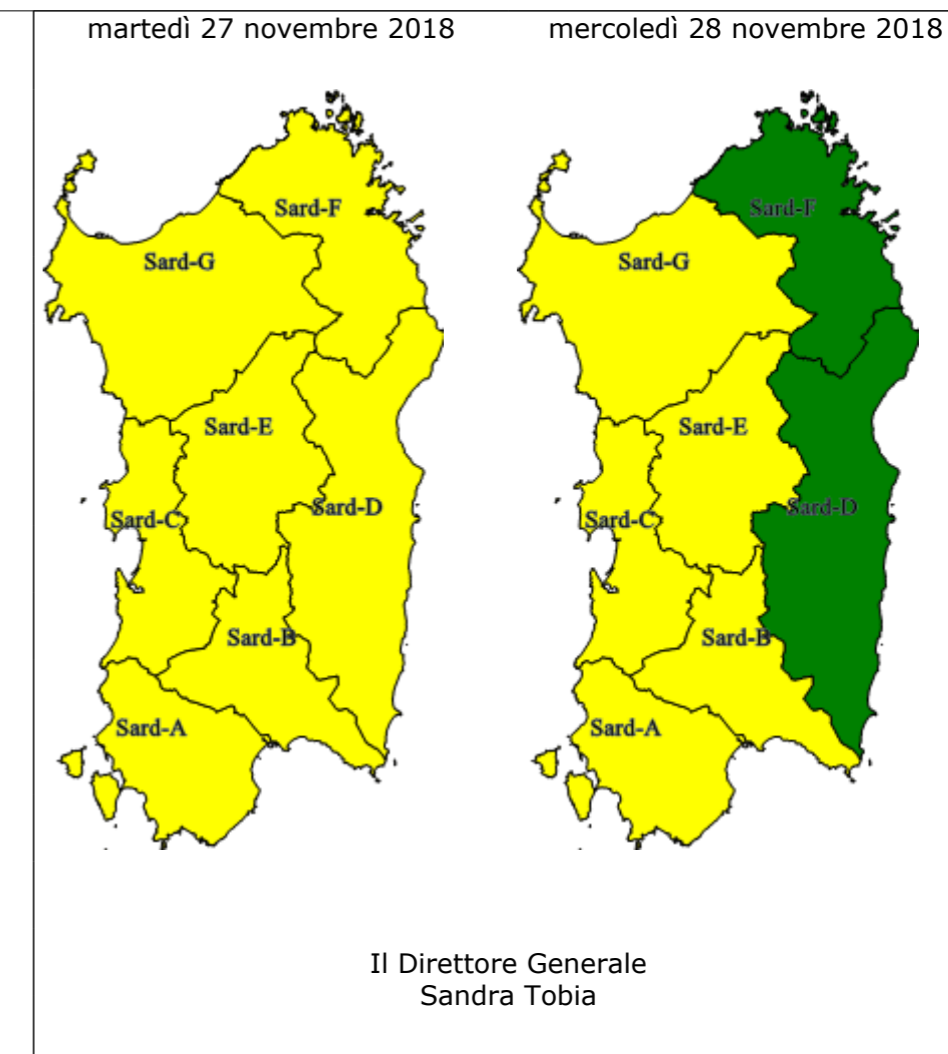 martedì 27 novembre 2018
mercoledì 28 novembre 2018
Sard-F
Sard-G
Sard-E
Sard-D
Sard-C
Sard-B
Sard-A
Sard-F
Sard-G
Sard-E
Sard-D
Sard-C
Sard-B
Sard-A
Il Direttore Generale
Sandra Tobia